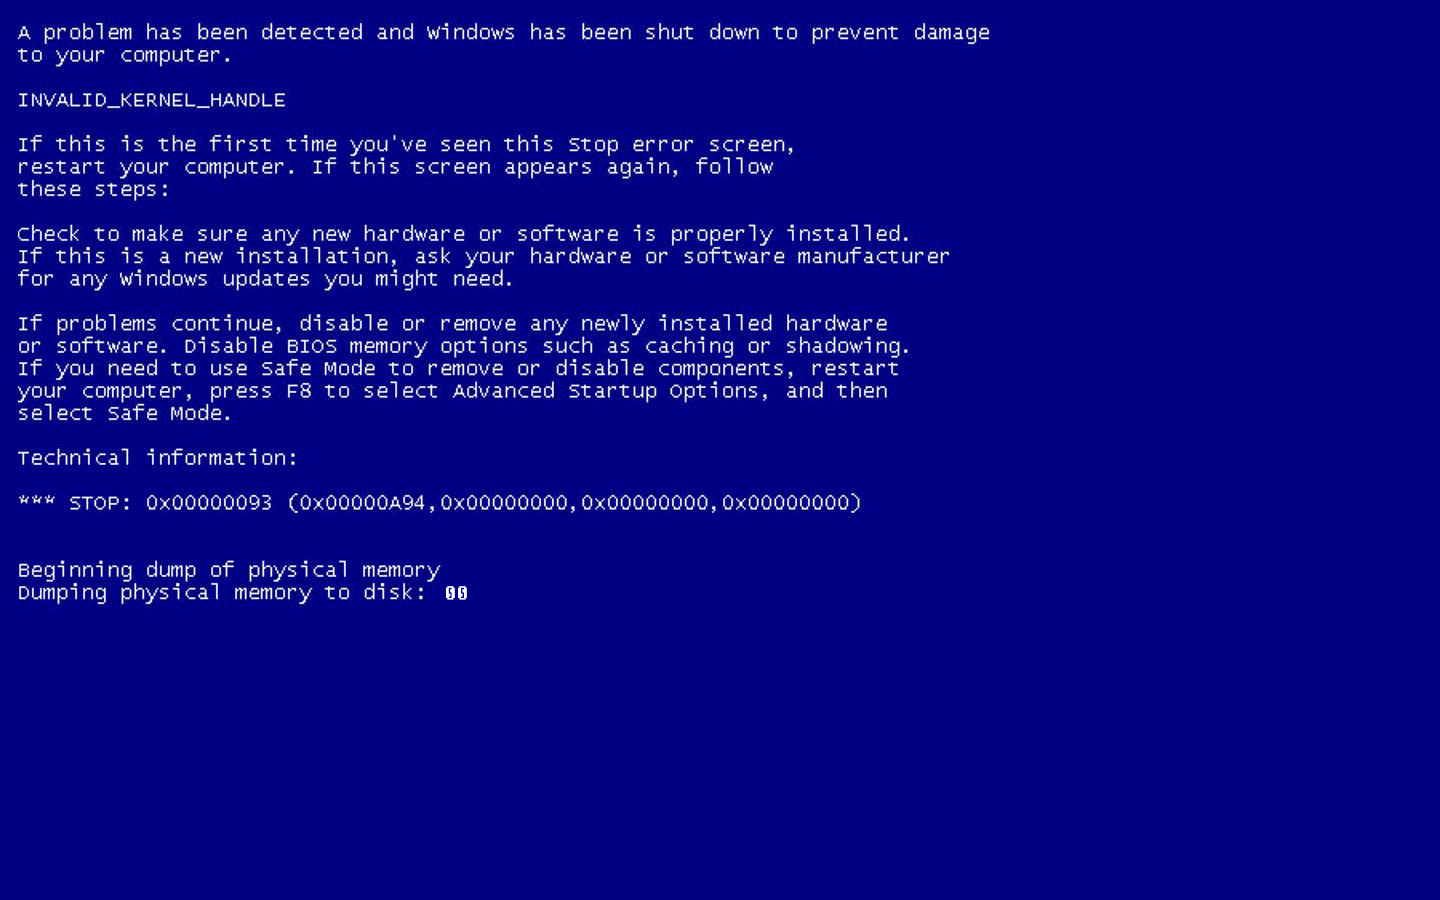 A problem has been detected and Windows has been shut down to prevent damage
to your computer.
INVALID_KERNEL_HANDLE
If this is the first time you've seen this Stop error screen,
restart your computer. If this screen appears again, follow
these steps:
Check to make sure any new hardware or software is properly installed.
If this is a new installation, ask your hardware or software manufacturer
for any Windows updates you might need.
If problems continue, disable or remove any newly installed hardware
or software. Disable BIOS memory options such as caching or shadowing.
If you need to use Safe Mode to remove or disable components, restart
your computer, press F8 to select Advanced Startup Options, and then
select Safe Mode.
Technical information:
*** STOP: 0x00000093 (0x00000A94,0x00000000,0x00000000,0x00000000)
Beginning dump of physical memory
Dumping physical memory to disk: 00